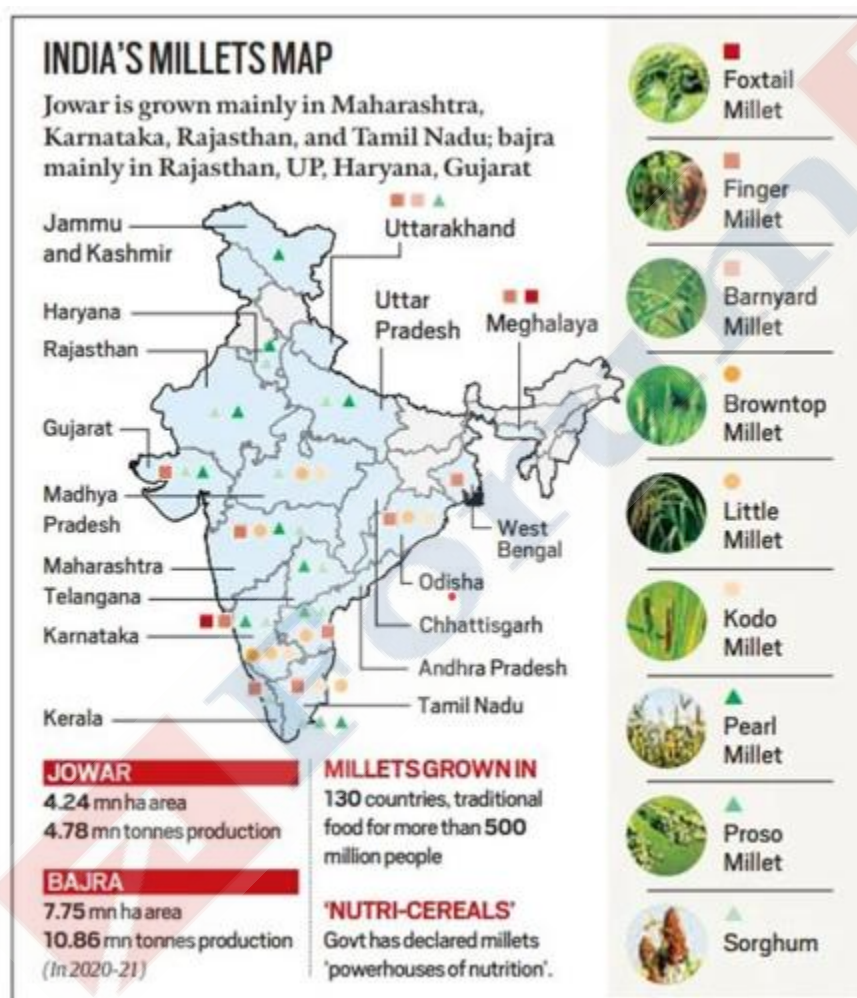 INDIA'S MILLETS MAP
Jowar is grown mainly in Maharashtra,
Karnataka, Rajasthan, and Tamil Nadu; bajra
mainly in Rajasthan, UP, Haryana, Gujarat
Jammu
and Kashmir
Uttarakhand
Haryana
Uttar
Pradesh
Meghalaya
Rajasthan
Gujarat
Madhya
Pradesh
West
Bengal
Maharashtra
Odisha
Telangana
Chhattisgarh
Karnataka
Andhra Pradesh
Tamil Nadu
Kerala
JOWAR
4.24 mn ha area
4.78 mn tonnes production
BAJRA
7.75 mn ha area
10.86 mn tonnes production
(In 2020-21)
MILLETS GROWN IN
130 countries, traditional
food for more than 500
million people
'NUTRI-CEREALS'
Govt has declared millets
'powerhouses of nutrition'.
Foxtail
Millet
Finger
Millet
Barnyard
Millet
Browntop
Millet
Little
Millet
Kodo
Millet
Pearl
Millet
Proso
Millet
Sorghum